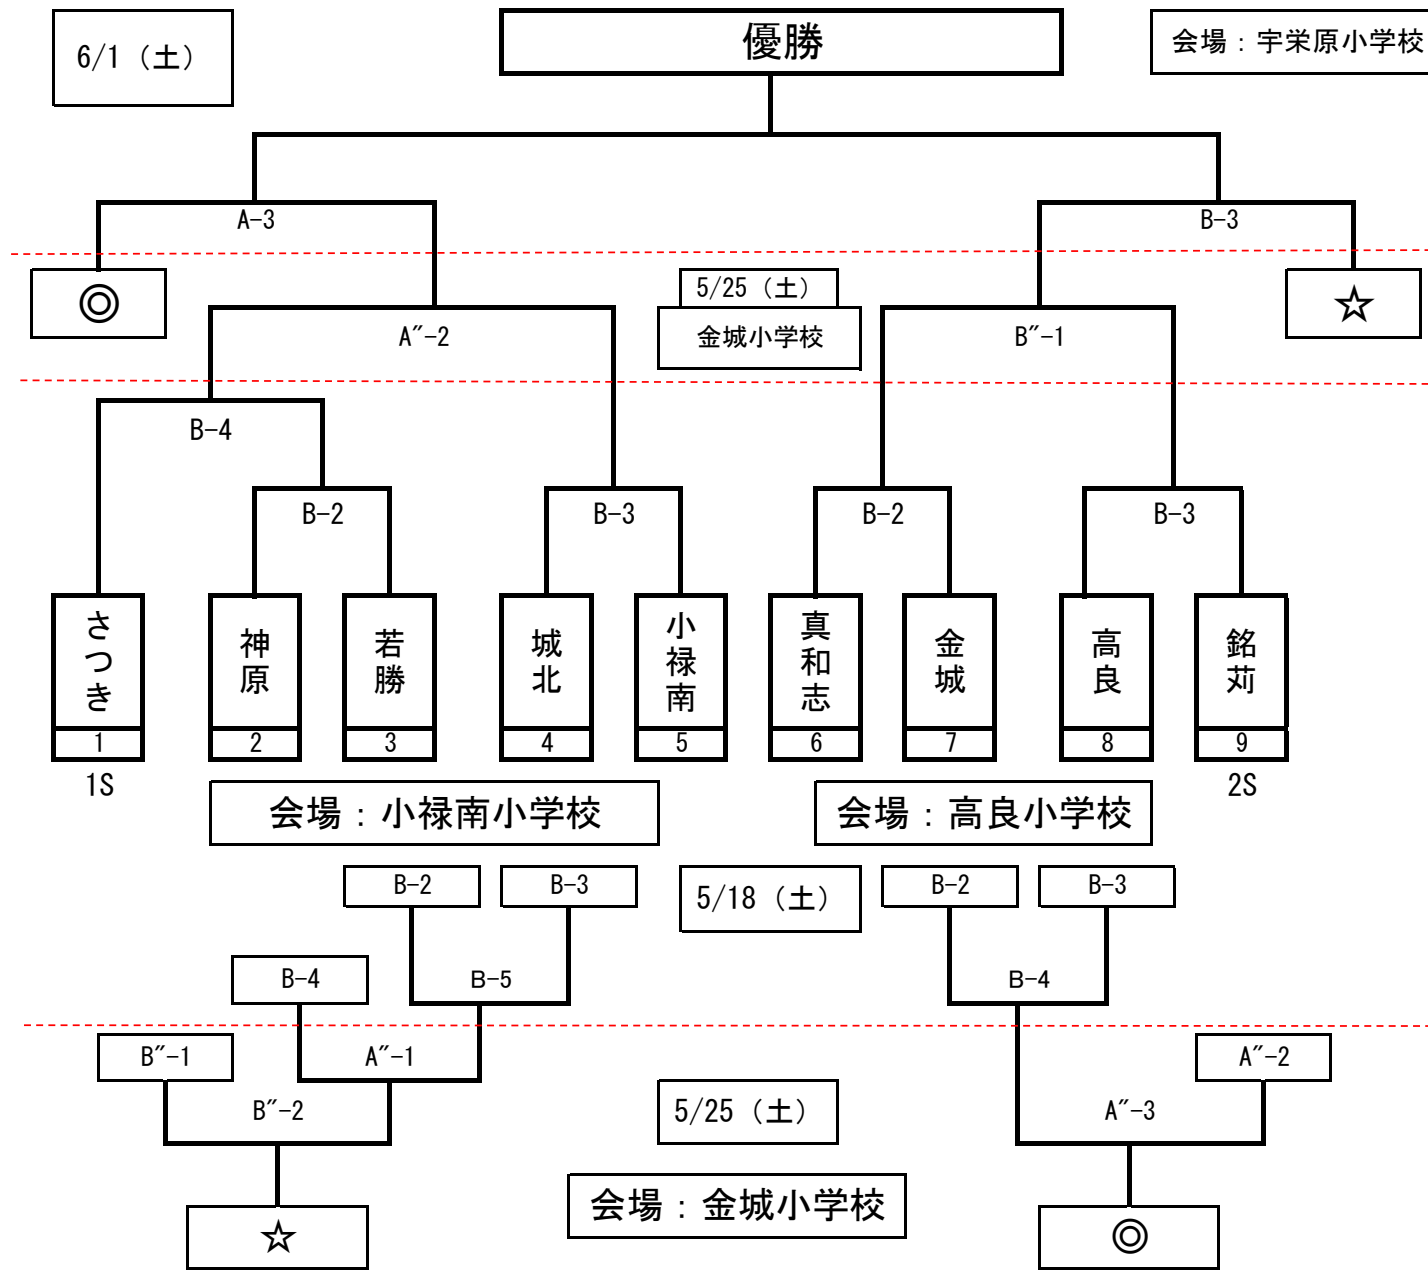 6/1（土）
優勝
会場：宇栄原小学校
A-3
B-3
◎
5/25（土）
☆
A″-2
金城小学校
B″-1
B-4
B-2
B-3
B-2
B-3
さつき
神原
若勝
城北
小禄南
真和志
金城
高良
銘苅
1
2
3
4
5
6
7
8
9
1S
2S
会場：小禄南小学校
会場：高良小学校
B-2
B-3
5/18（土）
B-2
B-3
B-4
B-5
B-4
B″-1
A″-1
A″-2
B″-2
5/25（土）
A″-3
会場：金城小学校
☆
◎